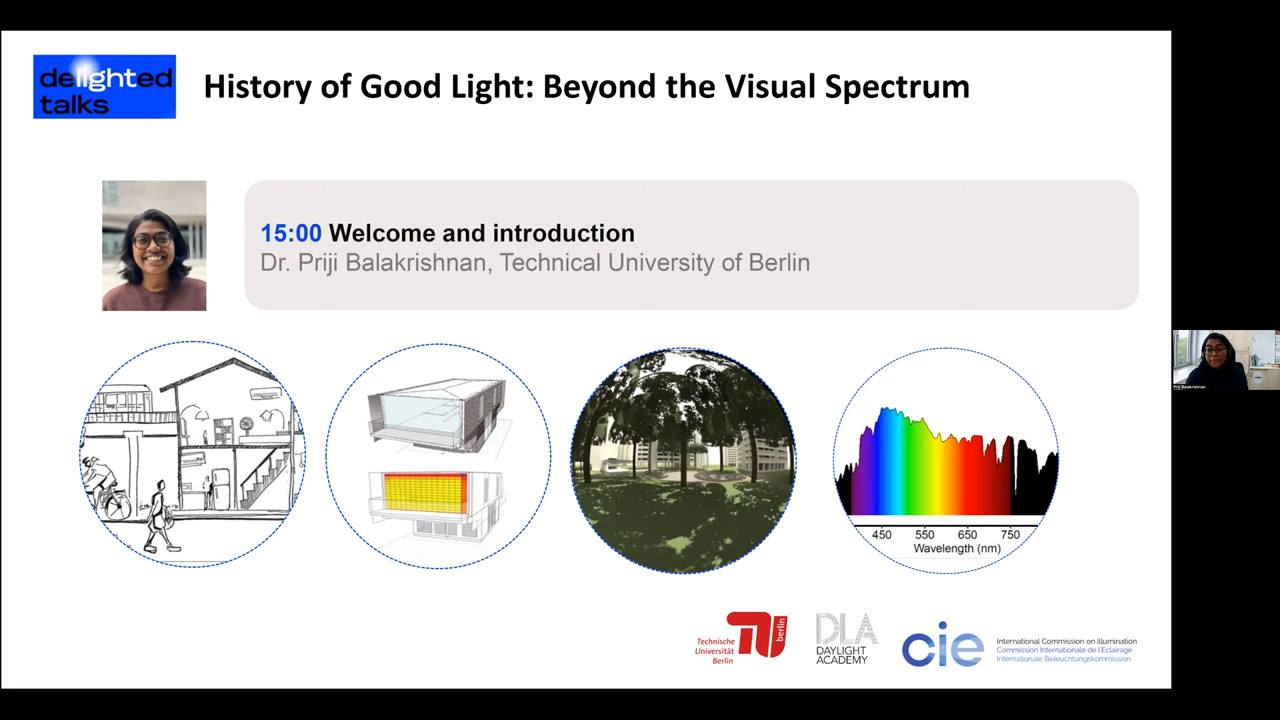 delighted
talks
History of Good Light: Beyond the Visual Spectrum
15:00 Welcome and introduction
Dr. Priji Balakrishnan, Technical University of Berlin
Priji Balakrishnan
450 550 650 750
Wavelength (nm)
Technische
Universität
Berlin
berlin
DLA
DAYLIGHT
ACADEMY
cie
International Commission on Illumination
Commission Internationale de l'Eclairage
Internationale Beleuchtungskommission